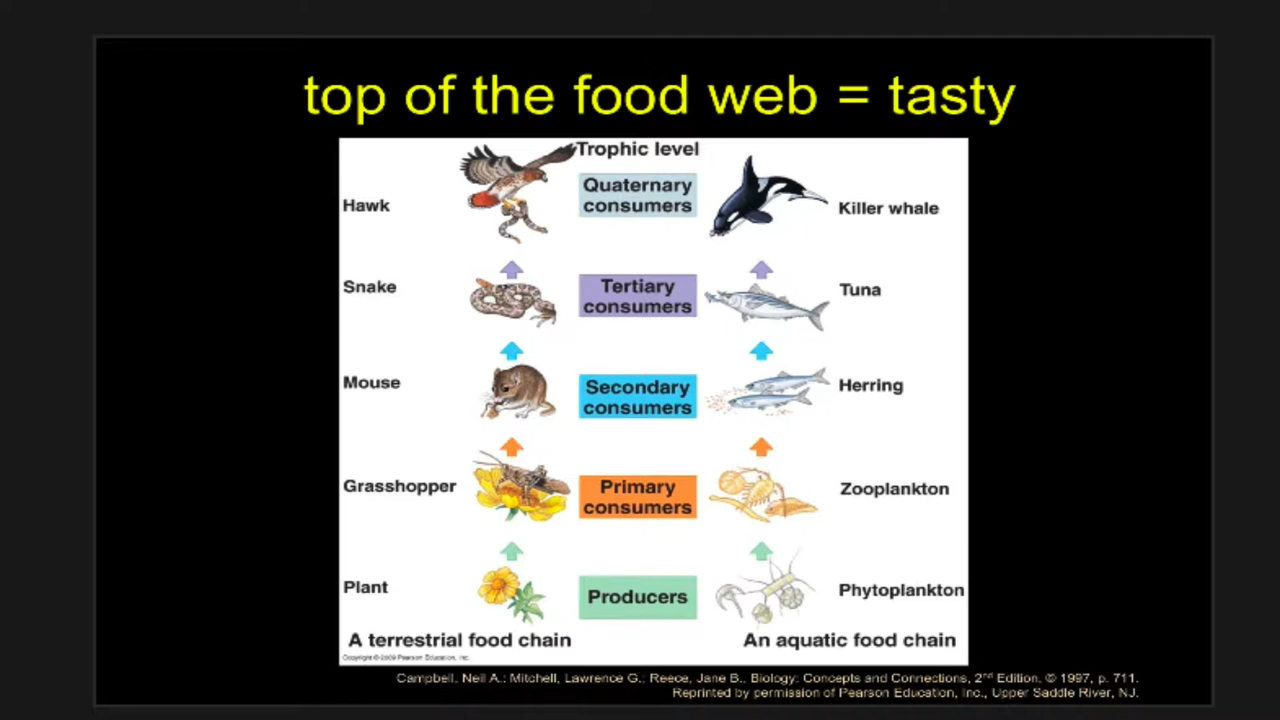 top of the food web = tasty
Trophic level
Quaternary
consumers
Hawk
Killer whale
Snake
Tertiary
consumers
Tuna
Mouse
Secondary
consumers
Herring
Grasshopper
Primary
consumers
Zooplankton
Plant
Producers
Phytoplankton
A terrestrial food chain
An aquatic food chain
Copyright © 2009 Pearson Education, Inc.
Campbell, Neil A.; Mitchell, Lawrence G.; Reece, Jane B., Biology: Concepts and Connections, 2nd Edition, © 1997, p. 711.
Reprinted by permission of Pearson Education, Inc., Upper Saddle River, NJ.